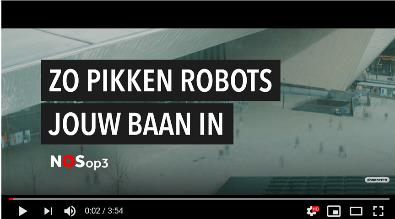 ZO PIKKEN ROBOTS
JOUW BAAN IN
NOSop3
0:02 / 3:54